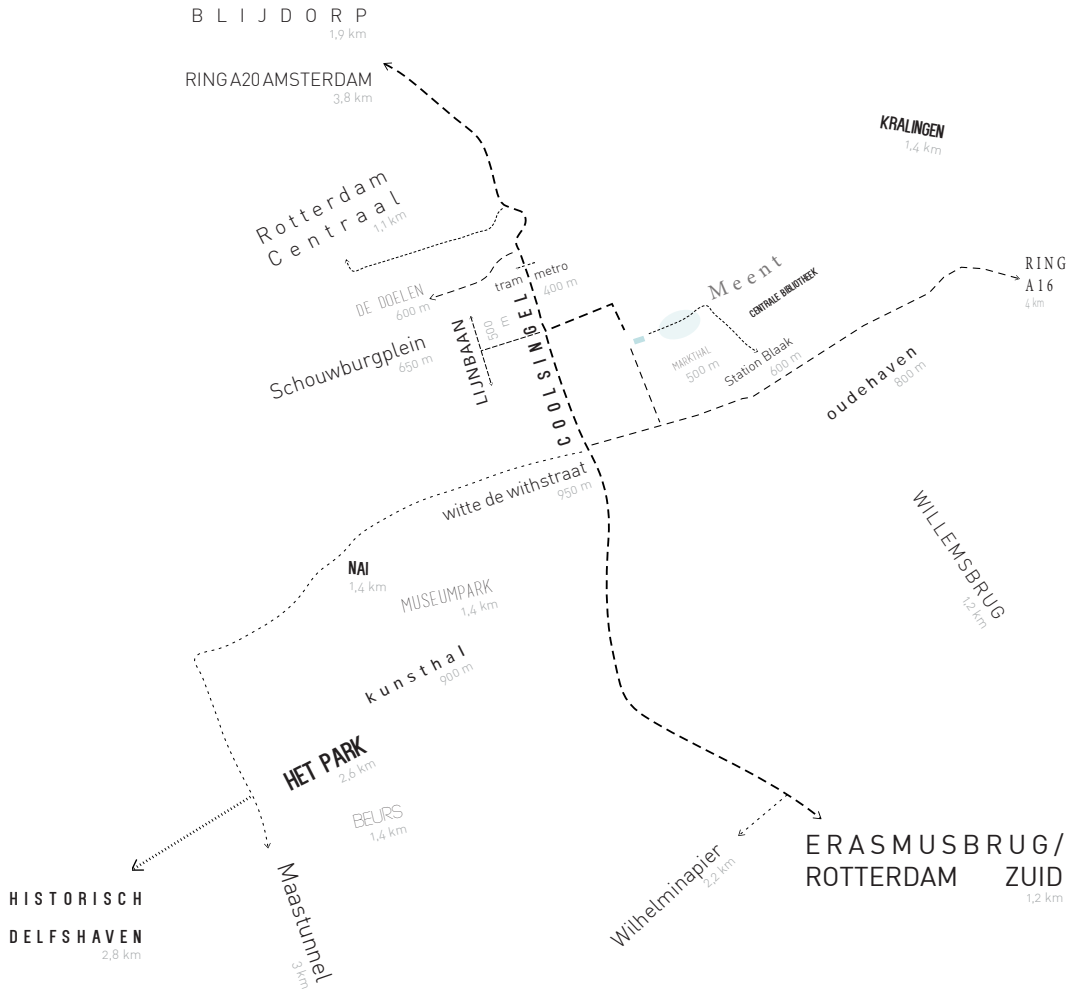 BLIJDORP
1,9 km
RING A20 AMSTERDAM
3,8 km
KRALINGEN
1,4 km
Rotterdam
Centraal
1,1 km
RING
A16
4 km
Meent
CENTRALE BIBLIOTHEEK
tram
metro
400 m
DE DOELEN
600 m
LIJNBAAN
500
m
COOLSINGEL
Schouwburgplein
650 m
MARKTHAL
500 m
Station Blaak
600 m
oudehaven
800 m
witte de withstraat
950 m
WILLEMSBRUG
1,2 km
NAI
1,4 km
MUSEUMPARK
1,4 km
kunsthal
900 m
HET PARK
2,6 km
BEURS
1,4 km
Wilhelminapier
2,2 km
ERASMUSBRUG/
ROTTERDAM ZUID
1,2 km
HISTORISCH
DELFSHAVEN
2,8 km
Maastunnel
3 km